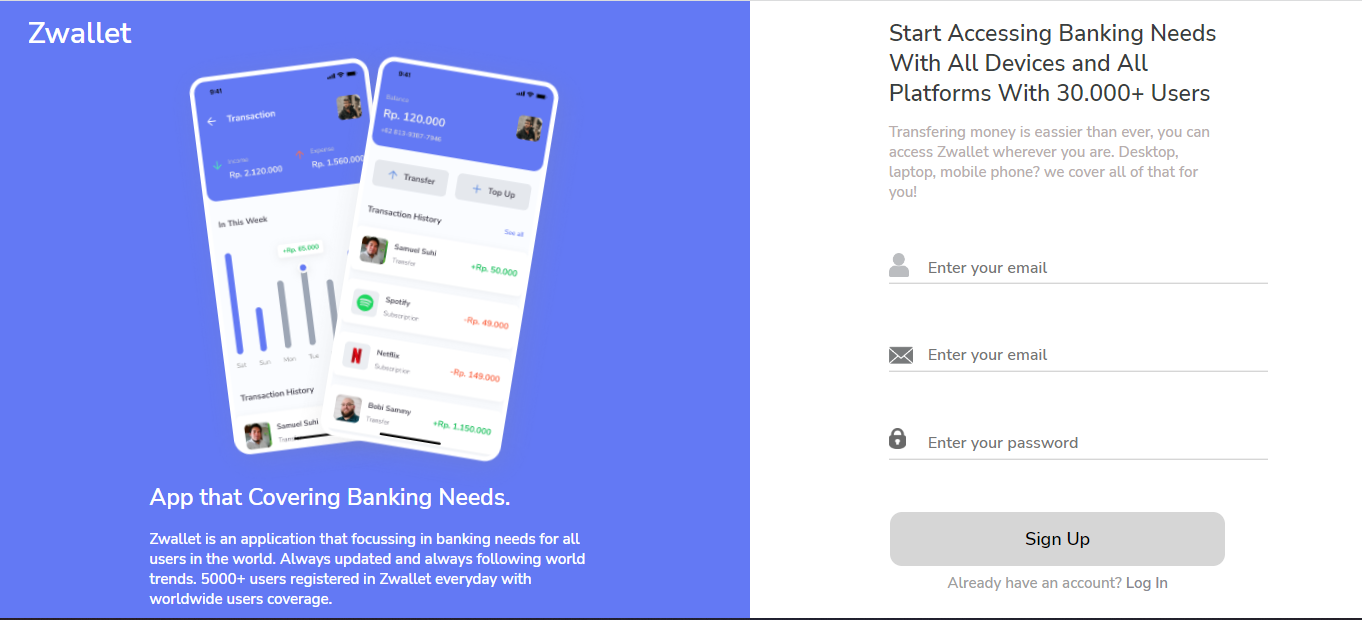 Zwallet
9:41
Transaction
Income
Rp. 2.120.000
Expense
Rp. 1.560.000
In This Week
+Rp. 65.000
Sat
Sun
Mon
Tue
Transaction History
Samuel Suhi
9:41
Balance
Rp. 120.000
+62 813-9387-7946
Transfer
Top Up
Transaction History
See all
Samuel Suhi
Transfer
+Rp. 50.000
Spotify
-Rp. 49.000
Netflix
-Rp. 149.000
Bobi Sammy
Transfer
+Rp. 1.150.000
App that Covering Banking Needs.
Zwallet is an application that focussing in banking needs for all
users in the world. Always updated and always following world
trends. 5000+ users registered in Zwallet everyday with
worldwide users coverage.
Start Accessing Banking Needs
With All Devices and All
Platforms With 30.000+ Users
Transfering money is eassier than ever, you can
access Zwallet wherever you are. Desktop,
laptop, mobile phone? we cover all of that for
you!
Enter your email
Enter your email
Enter your password
Sign Up
Already have an account? Log In